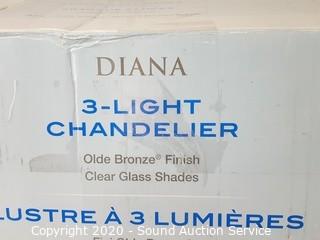 DIANA
3-LIGHT
CHANDELIER
Olde Bronze® Finish
Clear Glass Shades
LUSTRE À 3 LUMIÈRES
Copyright 2020 - Sound Auction Service